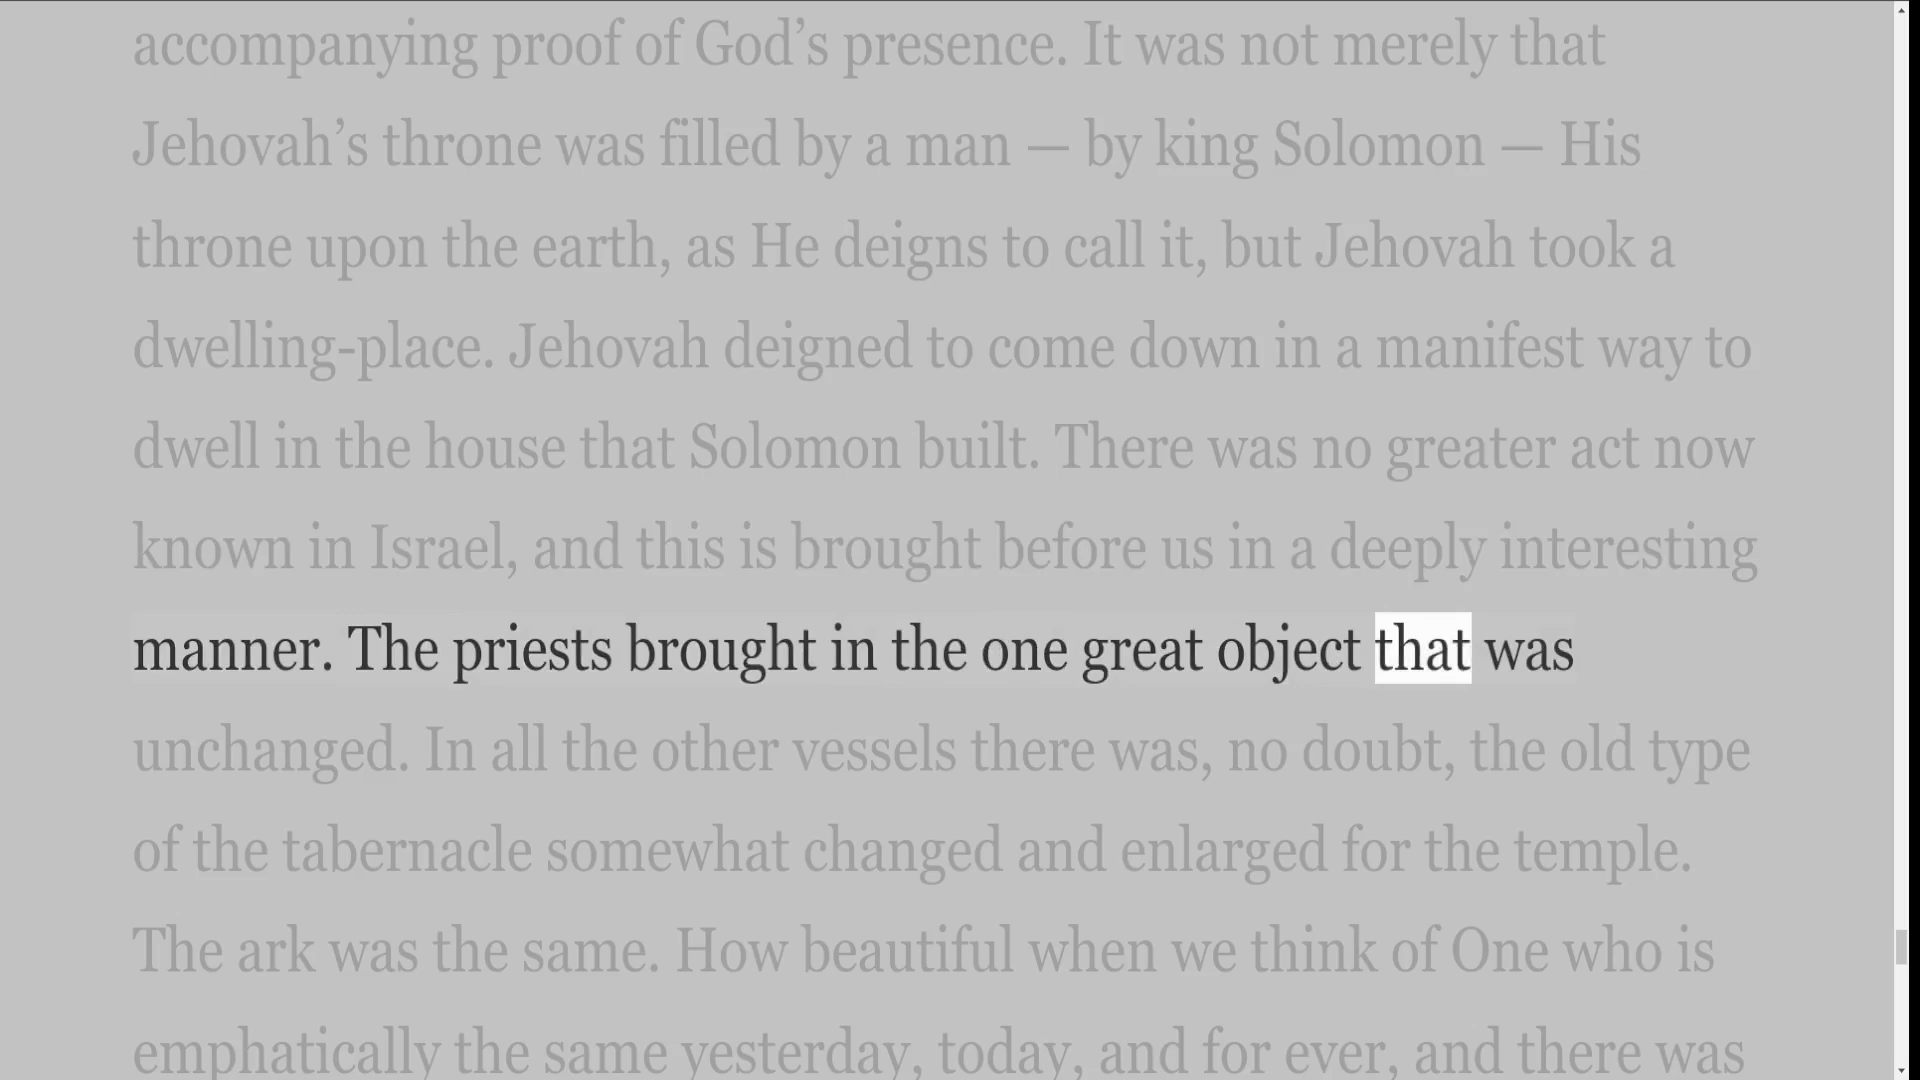 accompanying proof of God’s presence. It was not merely that
Jehovah’s throne was filled by a man — by king Solomon — His
throne upon the earth, as He deigns to call it, but Jehovah took a
dwelling-place. Jehovah deigned to come down in a manifest way to
dwell in the house that Solomon built. There was no greater act now
known in Israel, and this is brought before us in a deeply interesting
manner. The priests brought in the one great object that was
unchanged. In all the other vessels there was, no doubt, the old type
of the tabernacle somewhat changed and enlarged for the temple.
The ark was the same. How beautiful when we think of One who is
emphatically the same yesterday, today, and for ever, and there was